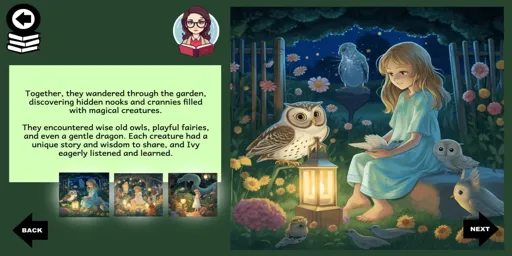 Together, they wandered through the garden,
discovering hidden nooks and crannies filled
with magical creatures.
They encountered wise old owls, playful fairies,
and even a gentle dragon. Each creature had a
unique story and wisdom to share, and Ivy
eagerly listened and learned.
BACK
NEXT